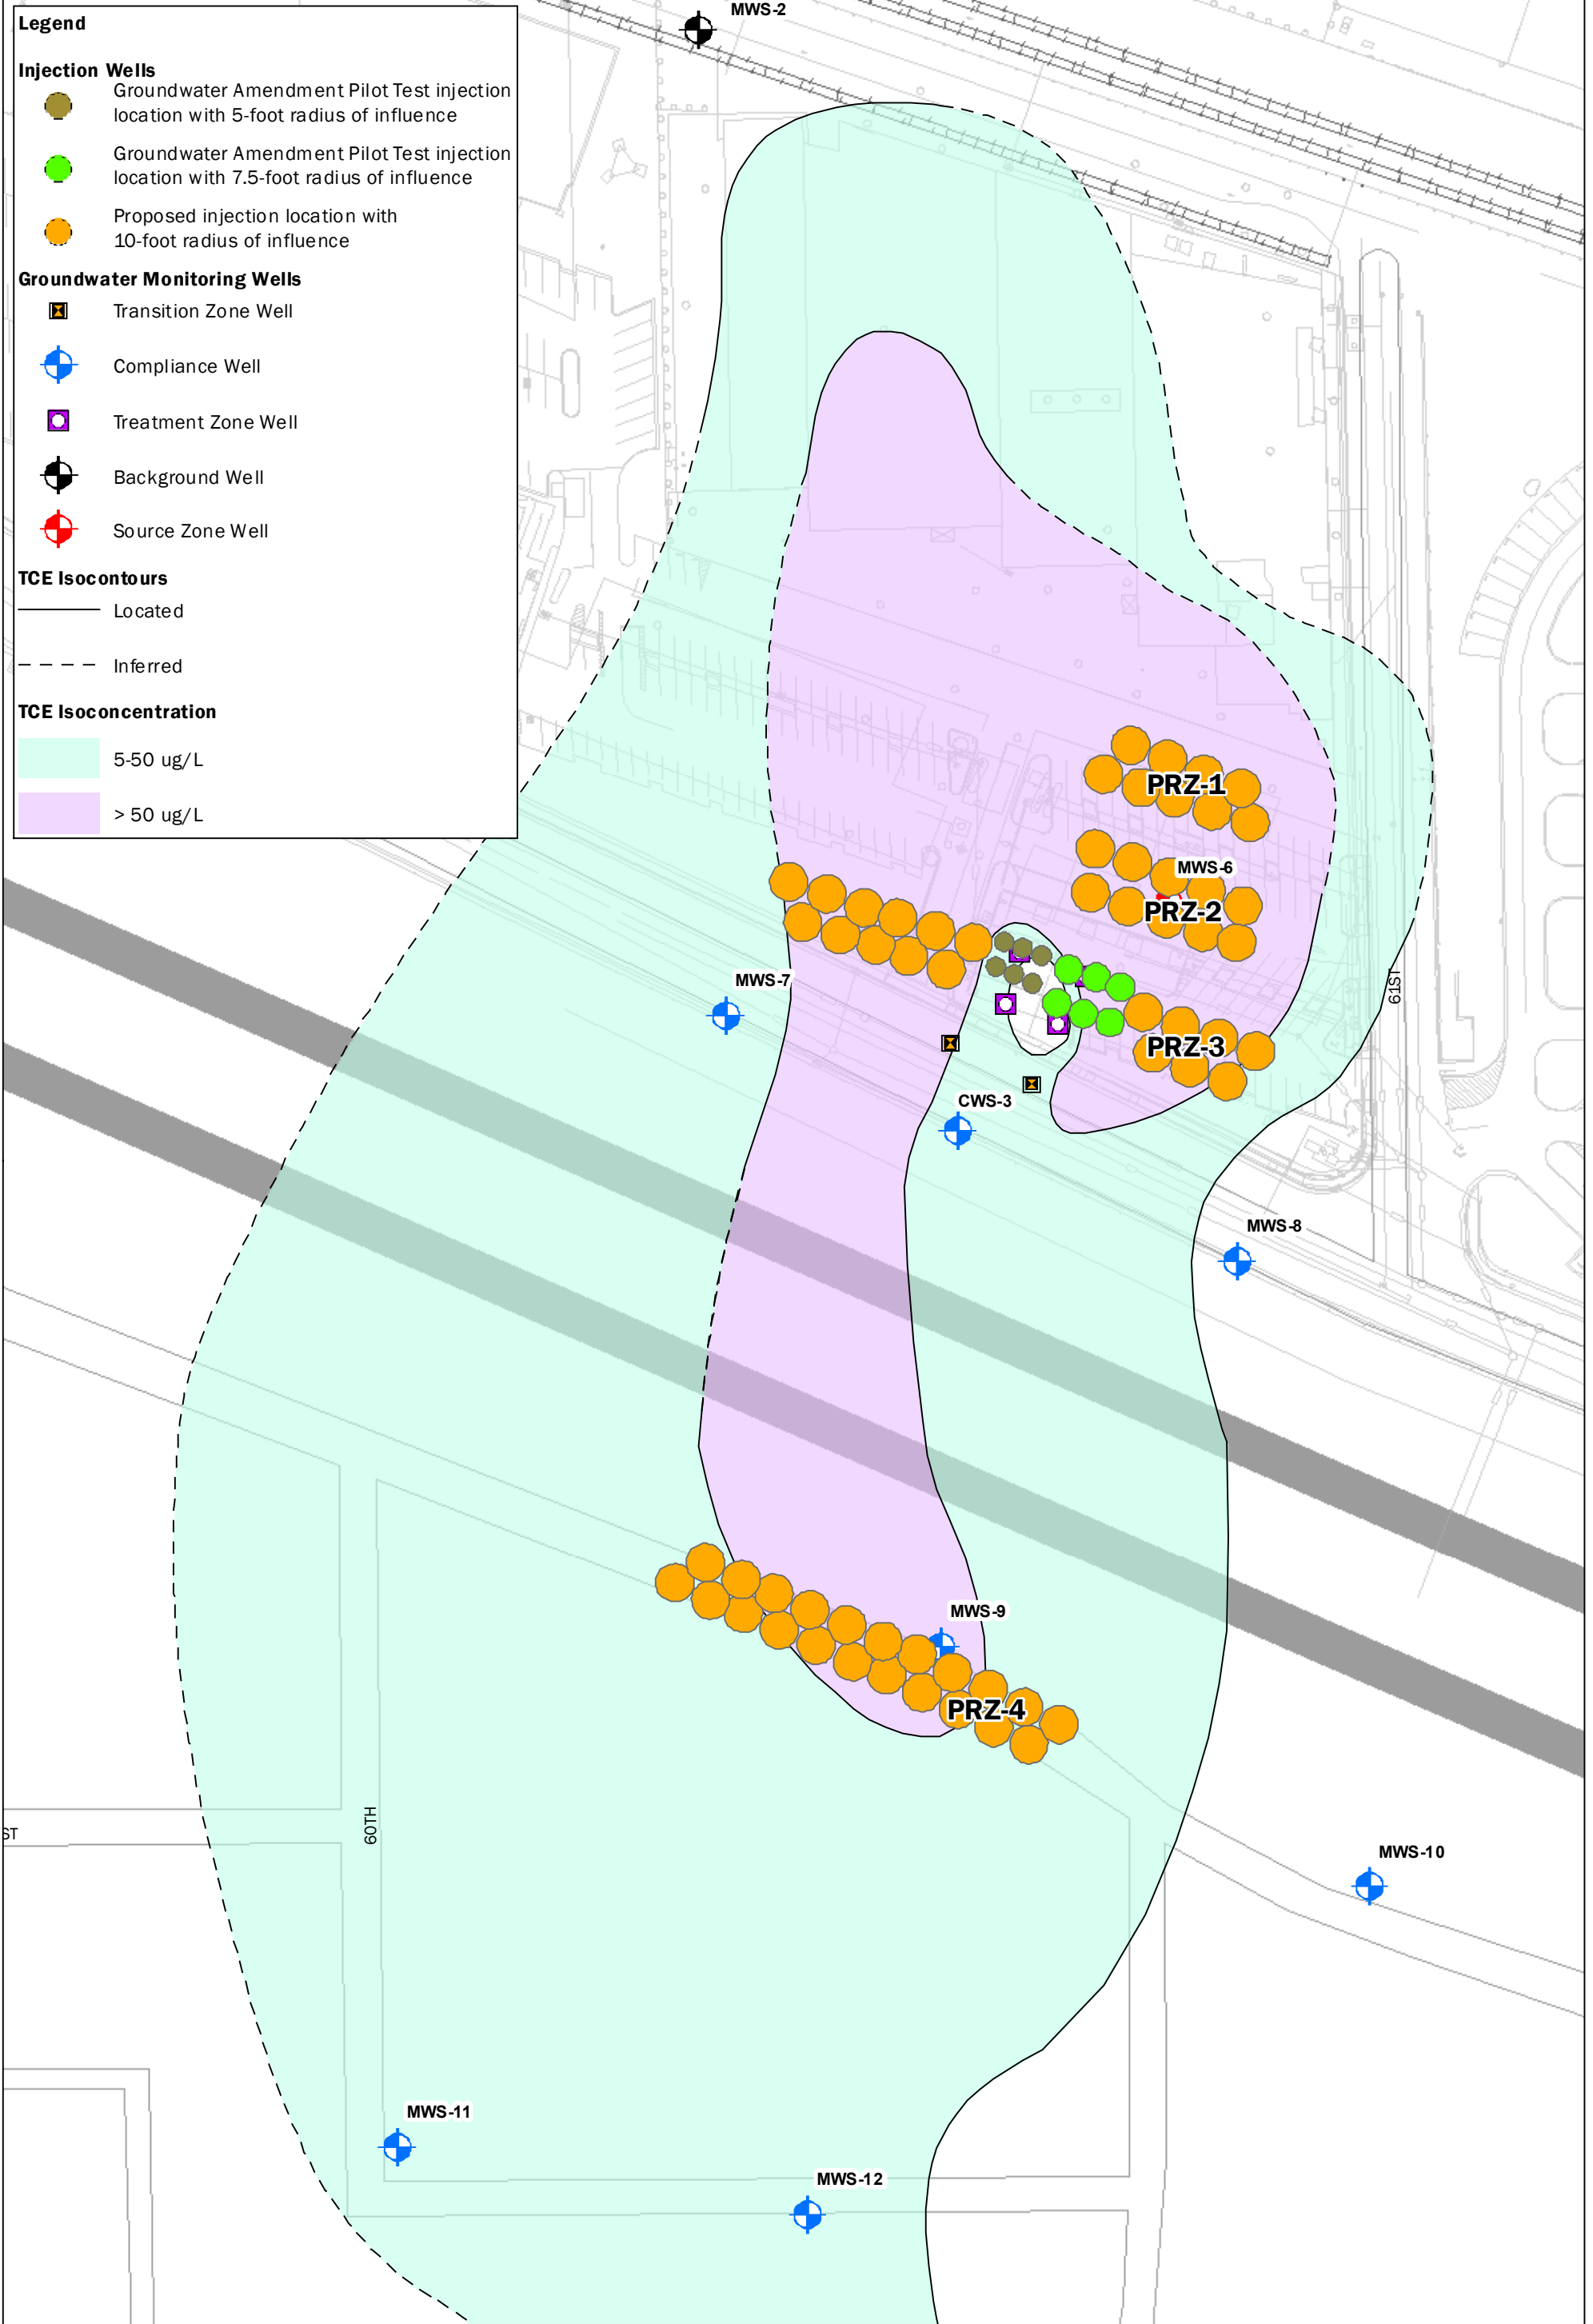 Legend
Injection Wells
Groundwater Amendment Pilot Test injection
location with 5-foot radius of influence
Groundwater Amendment Pilot Test injection
location with 7.5-foot radius of influence
Proposed injection location with
10-foot radius of influence
Groundwater Monitoring Wells
Transition Zone Well
Compliance Well
Treatment Zone Well
Background Well
Source Zone Well
TCE Isocontours
Located
Inferred
TCE Isoconcentration
5-50 ug/L
> 50 ug/L
MWS-2
PRZ-1
MWS-6
PRZ-2
MWS-7
61ST
PRZ-3
CWS-3
MWS-8
MWS-9
PRZ-4
60TH
ST
MWS-10
MWS-11
MWS-12